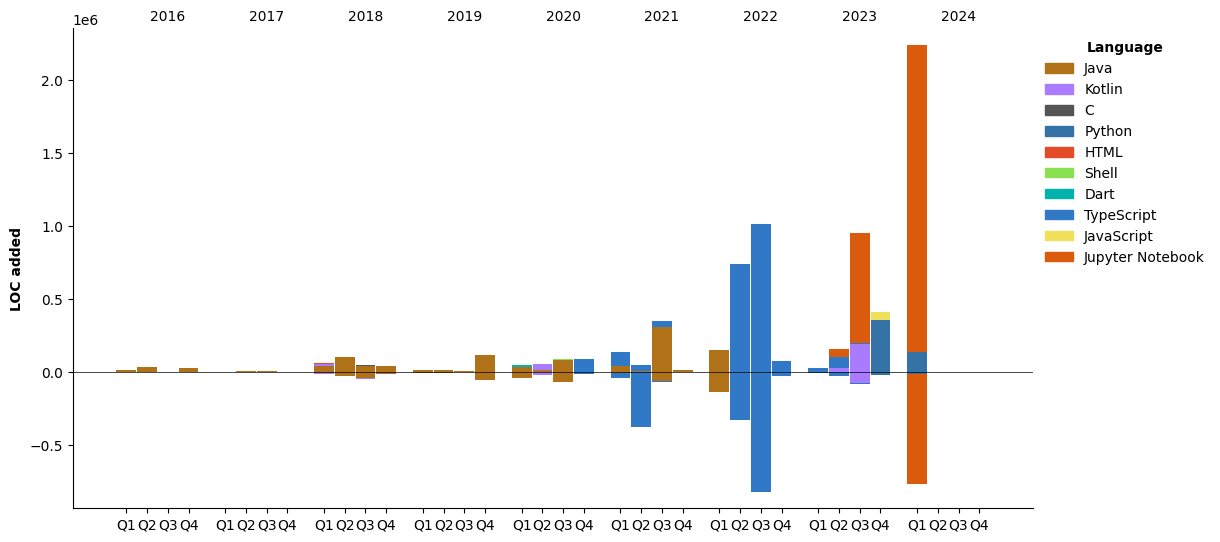 1e6
2016 2017 2018 2019 2020 2021 2022 2023 2024
LOC added
2.0
1.5
1.0
0.5
0.0
−0.5
Q1 Q2 Q3 Q4 Q1 Q2 Q3 Q4 Q1 Q2 Q3 Q4 Q1 Q2 Q3 Q4 Q1 Q2 Q3 Q4 Q1 Q2 Q3 Q4 Q1 Q2 Q3 Q4 Q1 Q2 Q3 Q4 Q1 Q2 Q3 Q4
Language
Java
Kotlin
C
Python
HTML
Shell
Dart
TypeScript
JavaScript
Jupyter Notebook